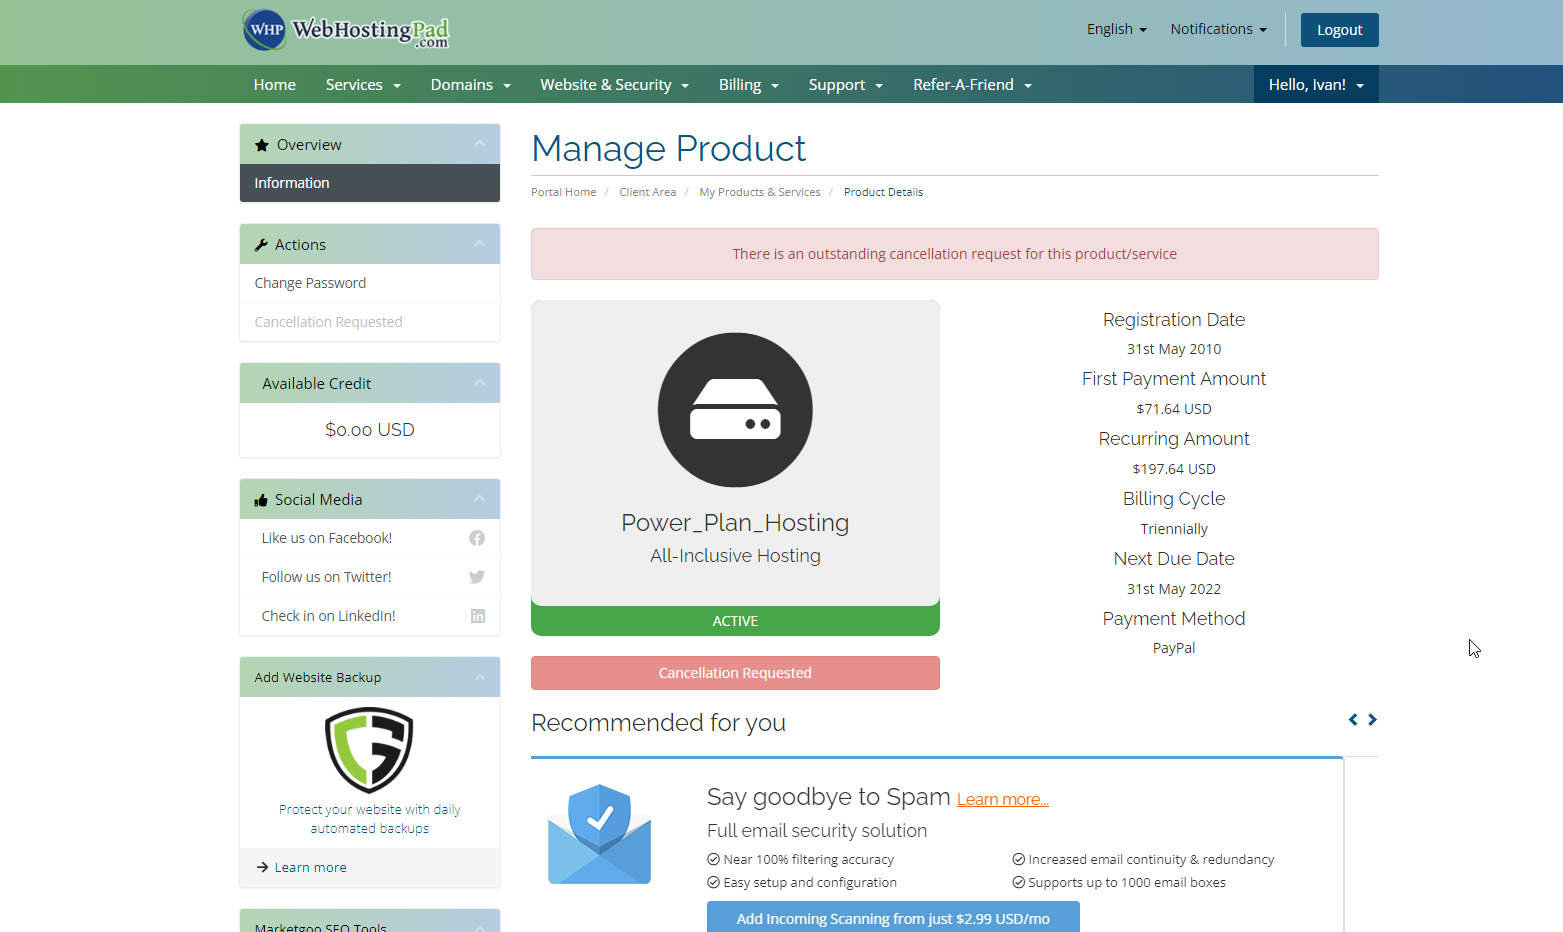 WHP WebHostingPad
.com
English
Notifications
Logout
Home
Services
Domains
Website & Security
Billing
Support
Refer-A-Friend
Hello, Ivan!
Overview
Information
Actions
Change Password
Cancellation Requested
Available Credit
$0.00 USD
Social Media
Like us on Facebook!
Follow us on Twitter!
Check in on LinkedIn!
Add Website Backup
Protect your website with daily
automated backups
Learn more
Marketgoo SEO Tools
Manage Product
Portal Home / Client Area / My Products & Services / Product Details
There is an outstanding cancellation request for this product/service
Power_Plan_Hosting
All-Inclusive Hosting
ACTIVE
Cancellation Requested
Registration Date
31st May 2010
First Payment Amount
$71.64 USD
Recurring Amount
$197.64 USD
Billing Cycle
Triennially
Next Due Date
31st May 2022
Payment Method
PayPal
Recommended for you
Say goodbye to Spam Learn more...
Full email security solution
Near 100% filtering accuracy
Increased email continuity & redundancy
Easy setup and configuration
Supports up to 1000 email boxes
Add Incoming Scanning from just $2.99 USD/mo